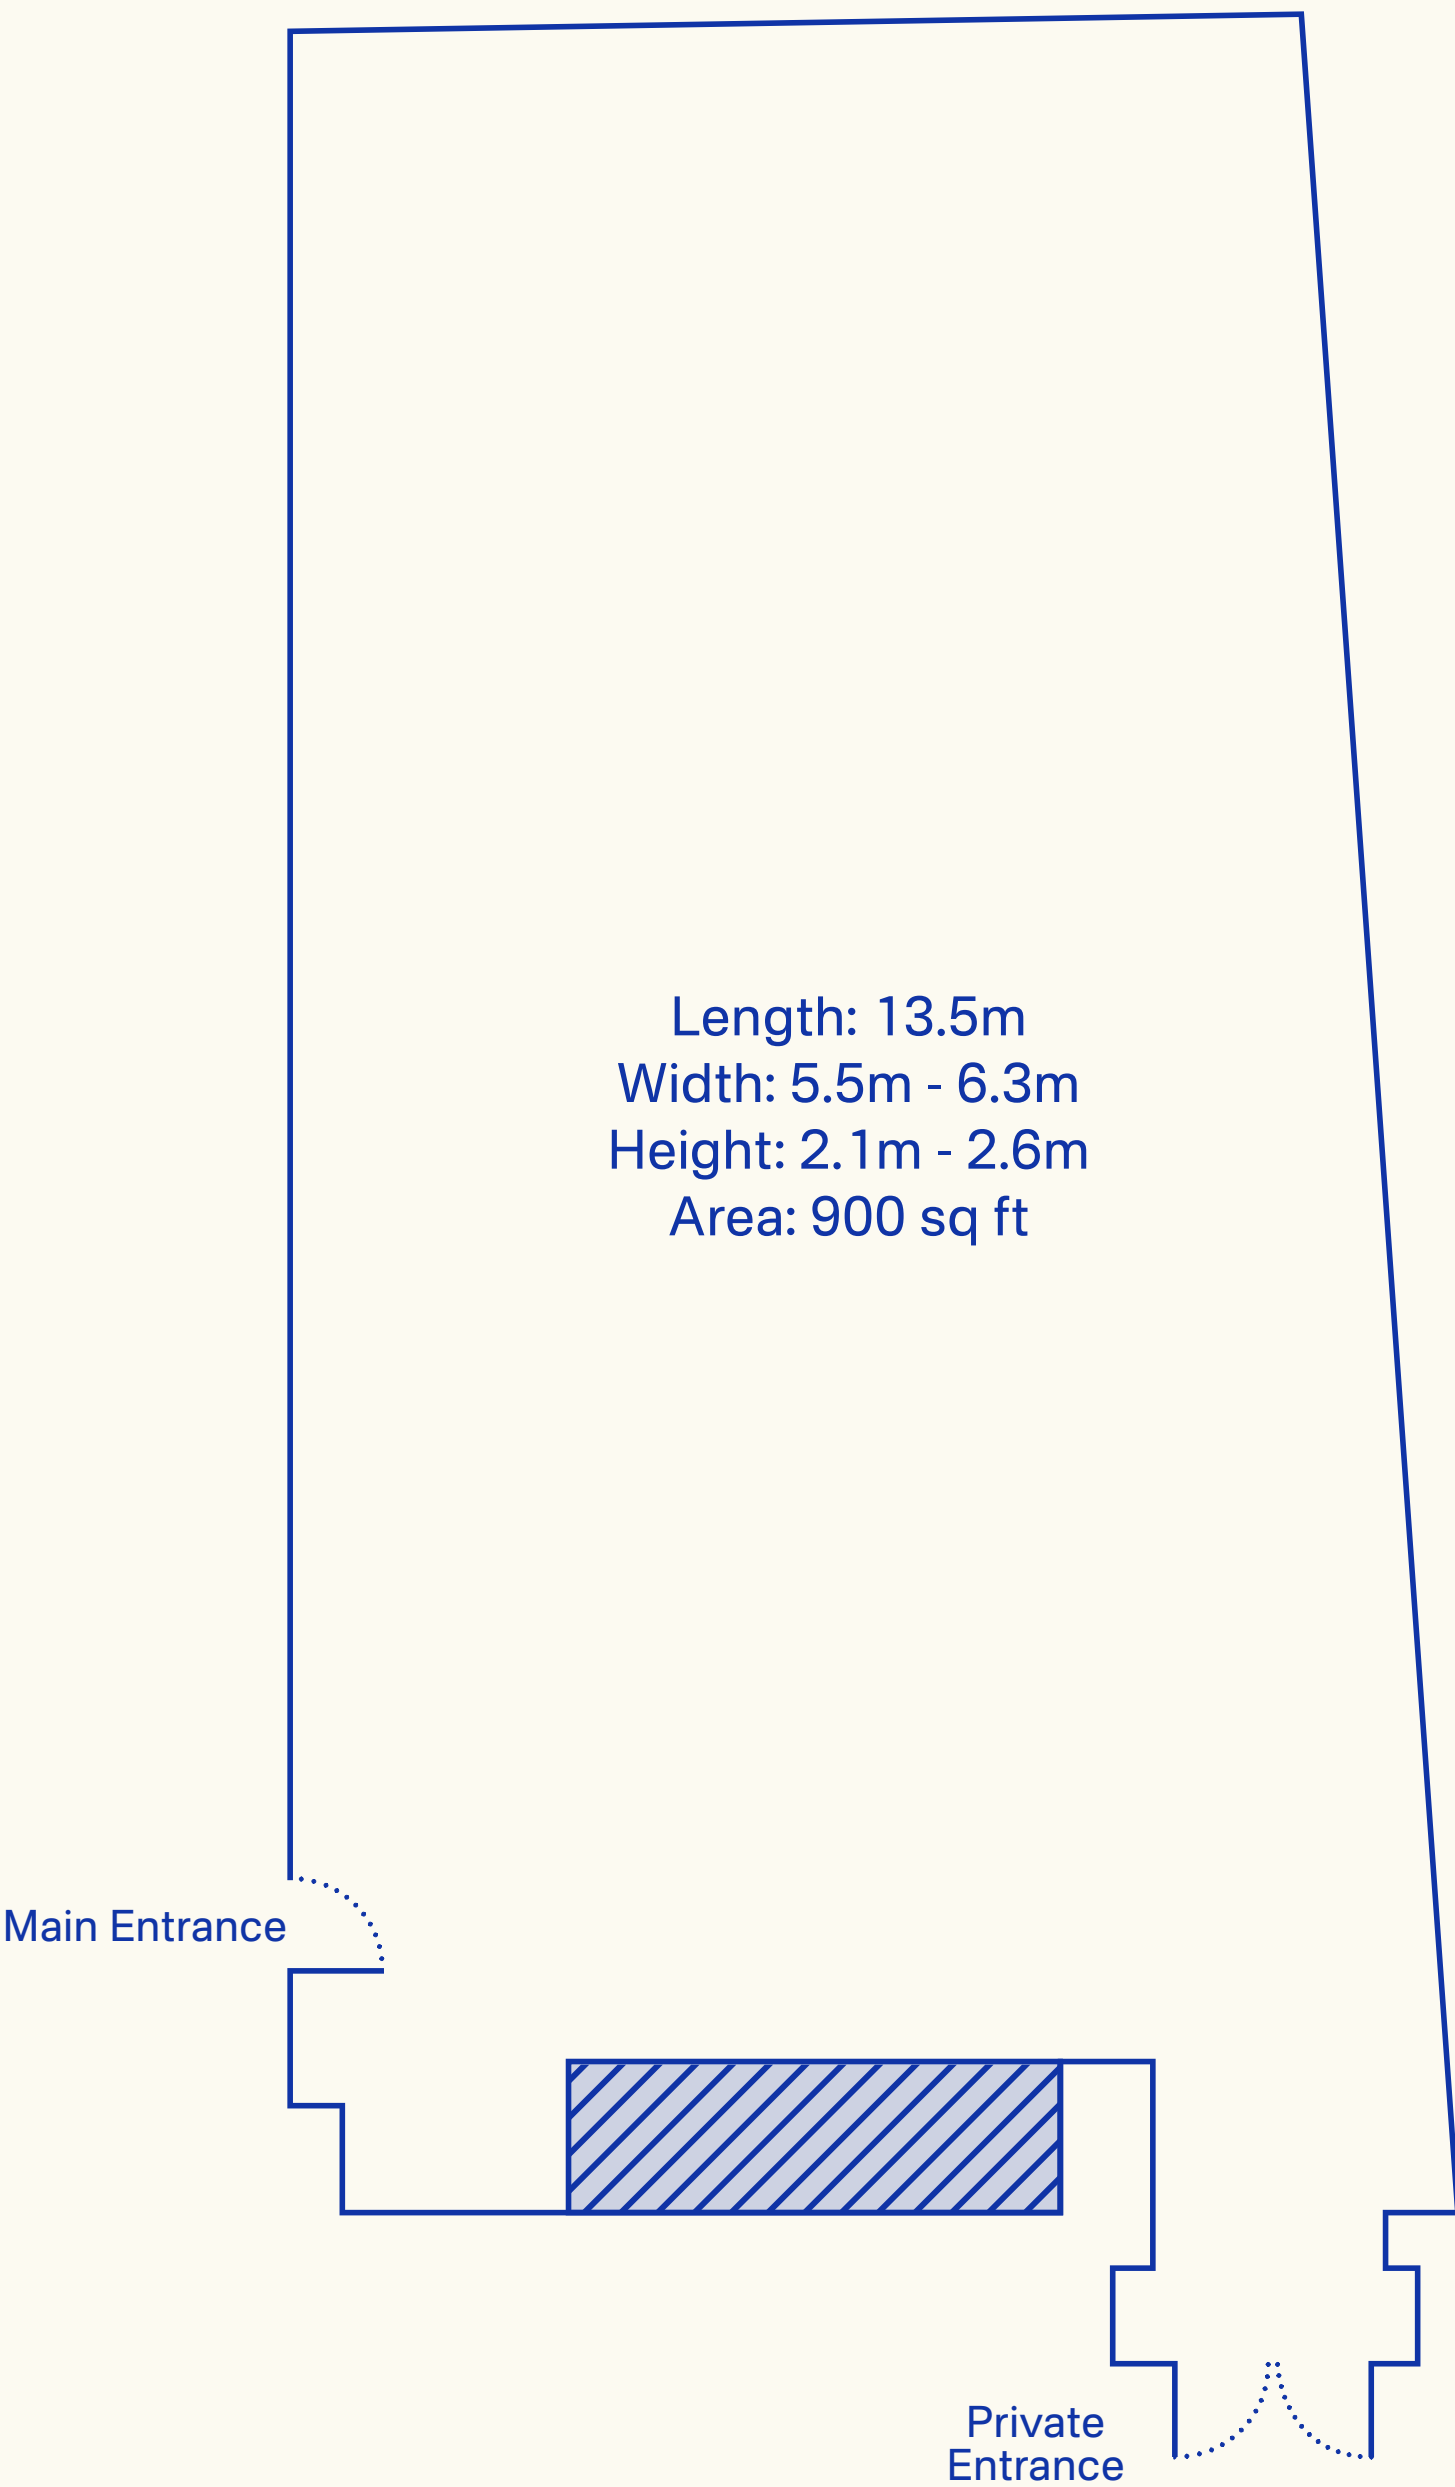 Length: 13.5m
Width: 5.5m - 6.3m
Height: 2.1m - 2.6m
Area: 900 sq ft
Main Entrance
Private
Entrance